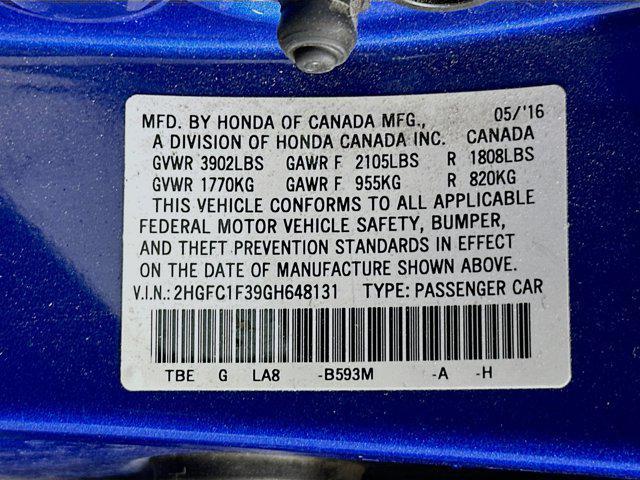 MFD. BY HONDA OF CANADA MFG., 05/'16
A DIVISION OF HONDA CANADA INC. CANADA
GVWR 3902LBS GAWR F 2105LBS R 1808LBS
GVWR 1770KG GAWR F 955KG R 820KG
THIS VEHICLE CONFORMS TO ALL APPLICABLE
FEDERAL MOTOR VEHICLE SAFETY, BUMPER,
AND THEFT PREVENTION STANDARDS IN EFFECT
ON THE DATE OF MANUFACTURE SHOWN ABOVE.
V.I.N.: 2HGFC1F39GH648131 TYPE: PASSENGER CAR
TBE G LA8 -B593M -A -H